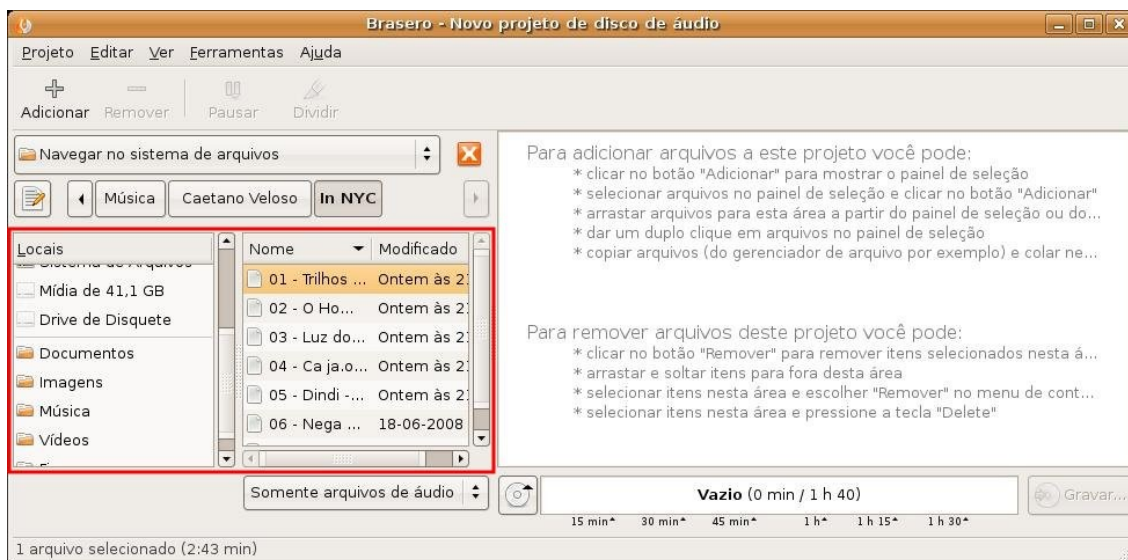 Brasero - Novo projeto de disco de áudio
Projeto Editar Ver Ferramentas Ajuda
Adicionar Remover Pausar Dividir
Navegar no sistema de arquivos
Música Caetano Veloso In NYC
Locais
Sistema de Arquivos
Mídia de 41,1 GB
Drive de Disquete
Documentos
Imagens
Música
Vídeos
Nome Modificado
01 - Trilhos ... Ontem às 2
02 - O Ho... Ontem às 2
03 - Luz do... Ontem às 2
04 - Ca ja.o... Ontem às 2
05 - Dindi -... Ontem às 2
06 - Nega ... 18-06-2008
Somente arquivos de áudio
Para adicionar arquivos a este projeto você pode:
* clicar no botão "Adicionar" para mostrar o painel de seleção
* selecionar arquivos no painel de seleção e clicar no botão "Adicionar"
* arrastar arquivos para esta área a partir do painel de seleção ou do...
* dar um duplo clique em arquivos no painel de seleção
* copiar arquivos (do gerenciador de arquivo por exemplo) e colar ne...
Para remover arquivos deste projeto você pode:
* clicar no botão "Remover" para remover itens selecionados nesta á...
* arrastar e soltar itens para fora desta área
* selecionar itens nesta área e escolher "Remover" no menu de cont...
* selecionar itens nesta área e pressione a tecla "Delete"
Vazio (0 min / 1 h 40)
Gravar...
15 min 30 min 45 min 1 h 1 h 15 1 h 30
1 arquivo selecionado (2:43 min)